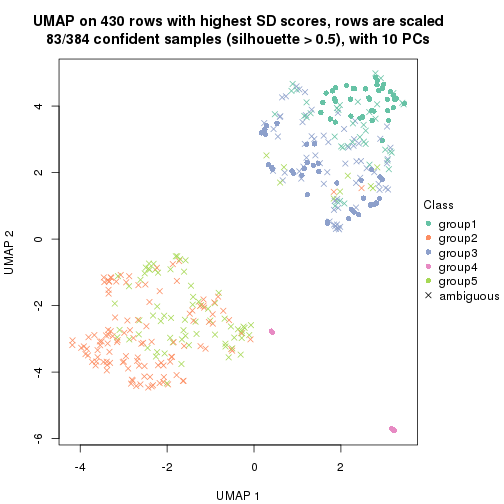 UMAP on 430 rows with highest SD scores, rows are scaled
83/384 confident samples (silhouette > 0.5), with 10 PCs
4
2
0
-2
-4
-6
UMAP 2
-4
-2
0
2
UMAP 1
Class
group1
group2
group3
group4
group5
ambiguous